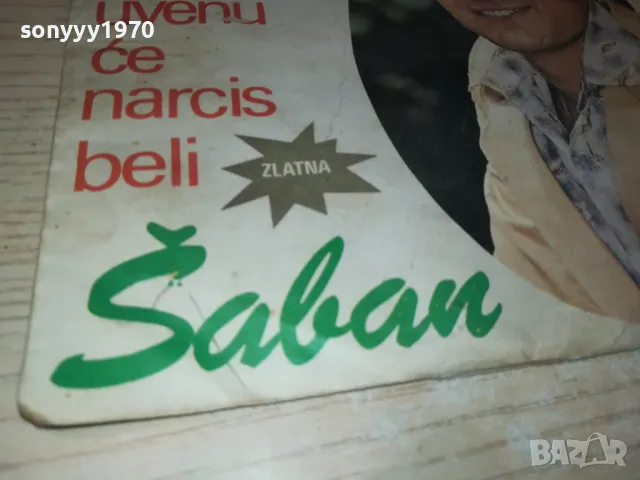 sonyyy1970
uvenu
će
narcis
beli
ZLATNA
Šaban
BAZAR